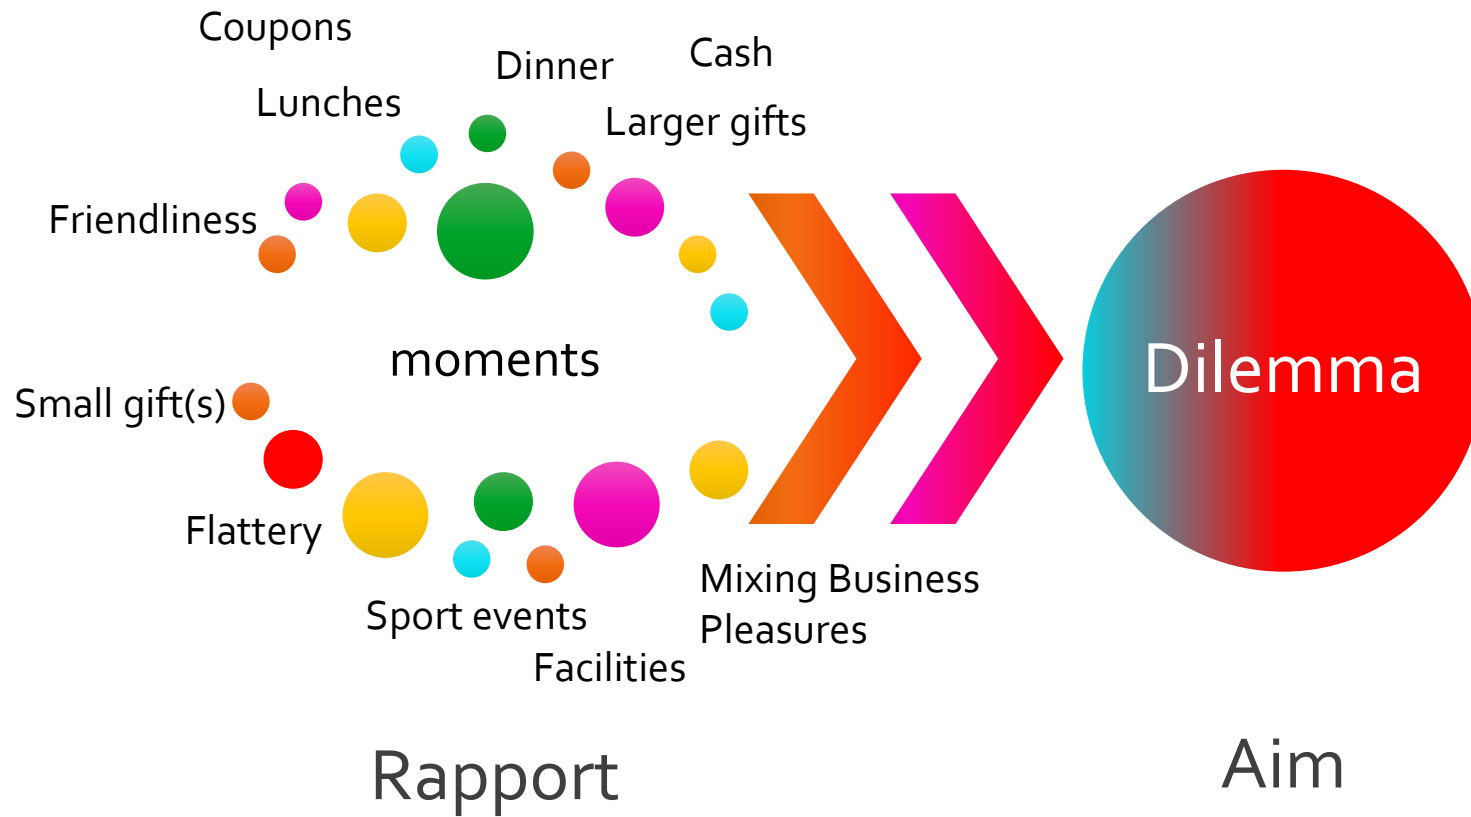 Coupons
Dinner
Cash
Lunches
Larger gifts
Friendliness
moments
Dilemma
Small gift(s)
Flattery
Mixing Business
Pleasures
Sport events
Facilities
Rapport
Aim